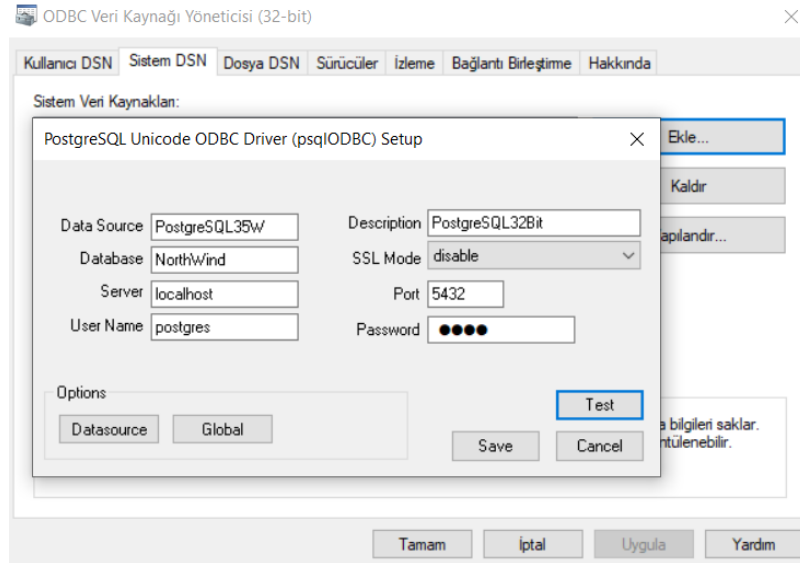 ODBC Veri Kaynağı Yöneticisi (32-bit)
Kullanıcı DSN Sistem DSN Dosya DSN Sürücüler İzleme Bağlantı Birleştirme Hakkında
Sistem Veri Kaynakları:
PostgreSQL Unicode ODBC Driver (psqlODBC) Setup
Ekle...
Kaldır
apılandır...
Data Source PostgreSQL35W
Description PostgreSQL32Bit
Database NorthWind
SSL Mode disable
Server localhost
Port 5432
User Name postgres
Password ●●●●
Options
Datasource Global
Test
Save Cancel
a bilgileri saklar.
ntülenebilir.
Tamam İptal Uygula Yardım